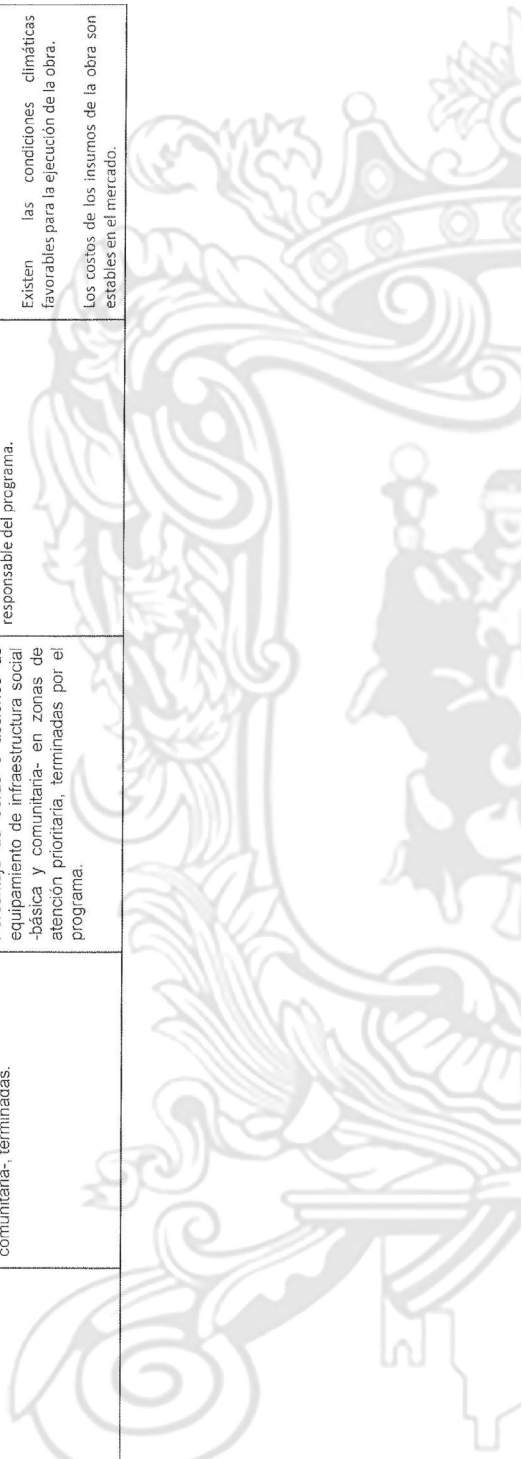 comunitaria-, terminadas.
equipamiento de infraestructura social
-básica y comunitaria- en zonas de
atención prioritaria, terminadas por el
programa.
responsable del programa.
Existen las condiciones climáticas
favorables para la ejecución de la obra.
Los costos de los insumos de la obra son
estables en el mercado.